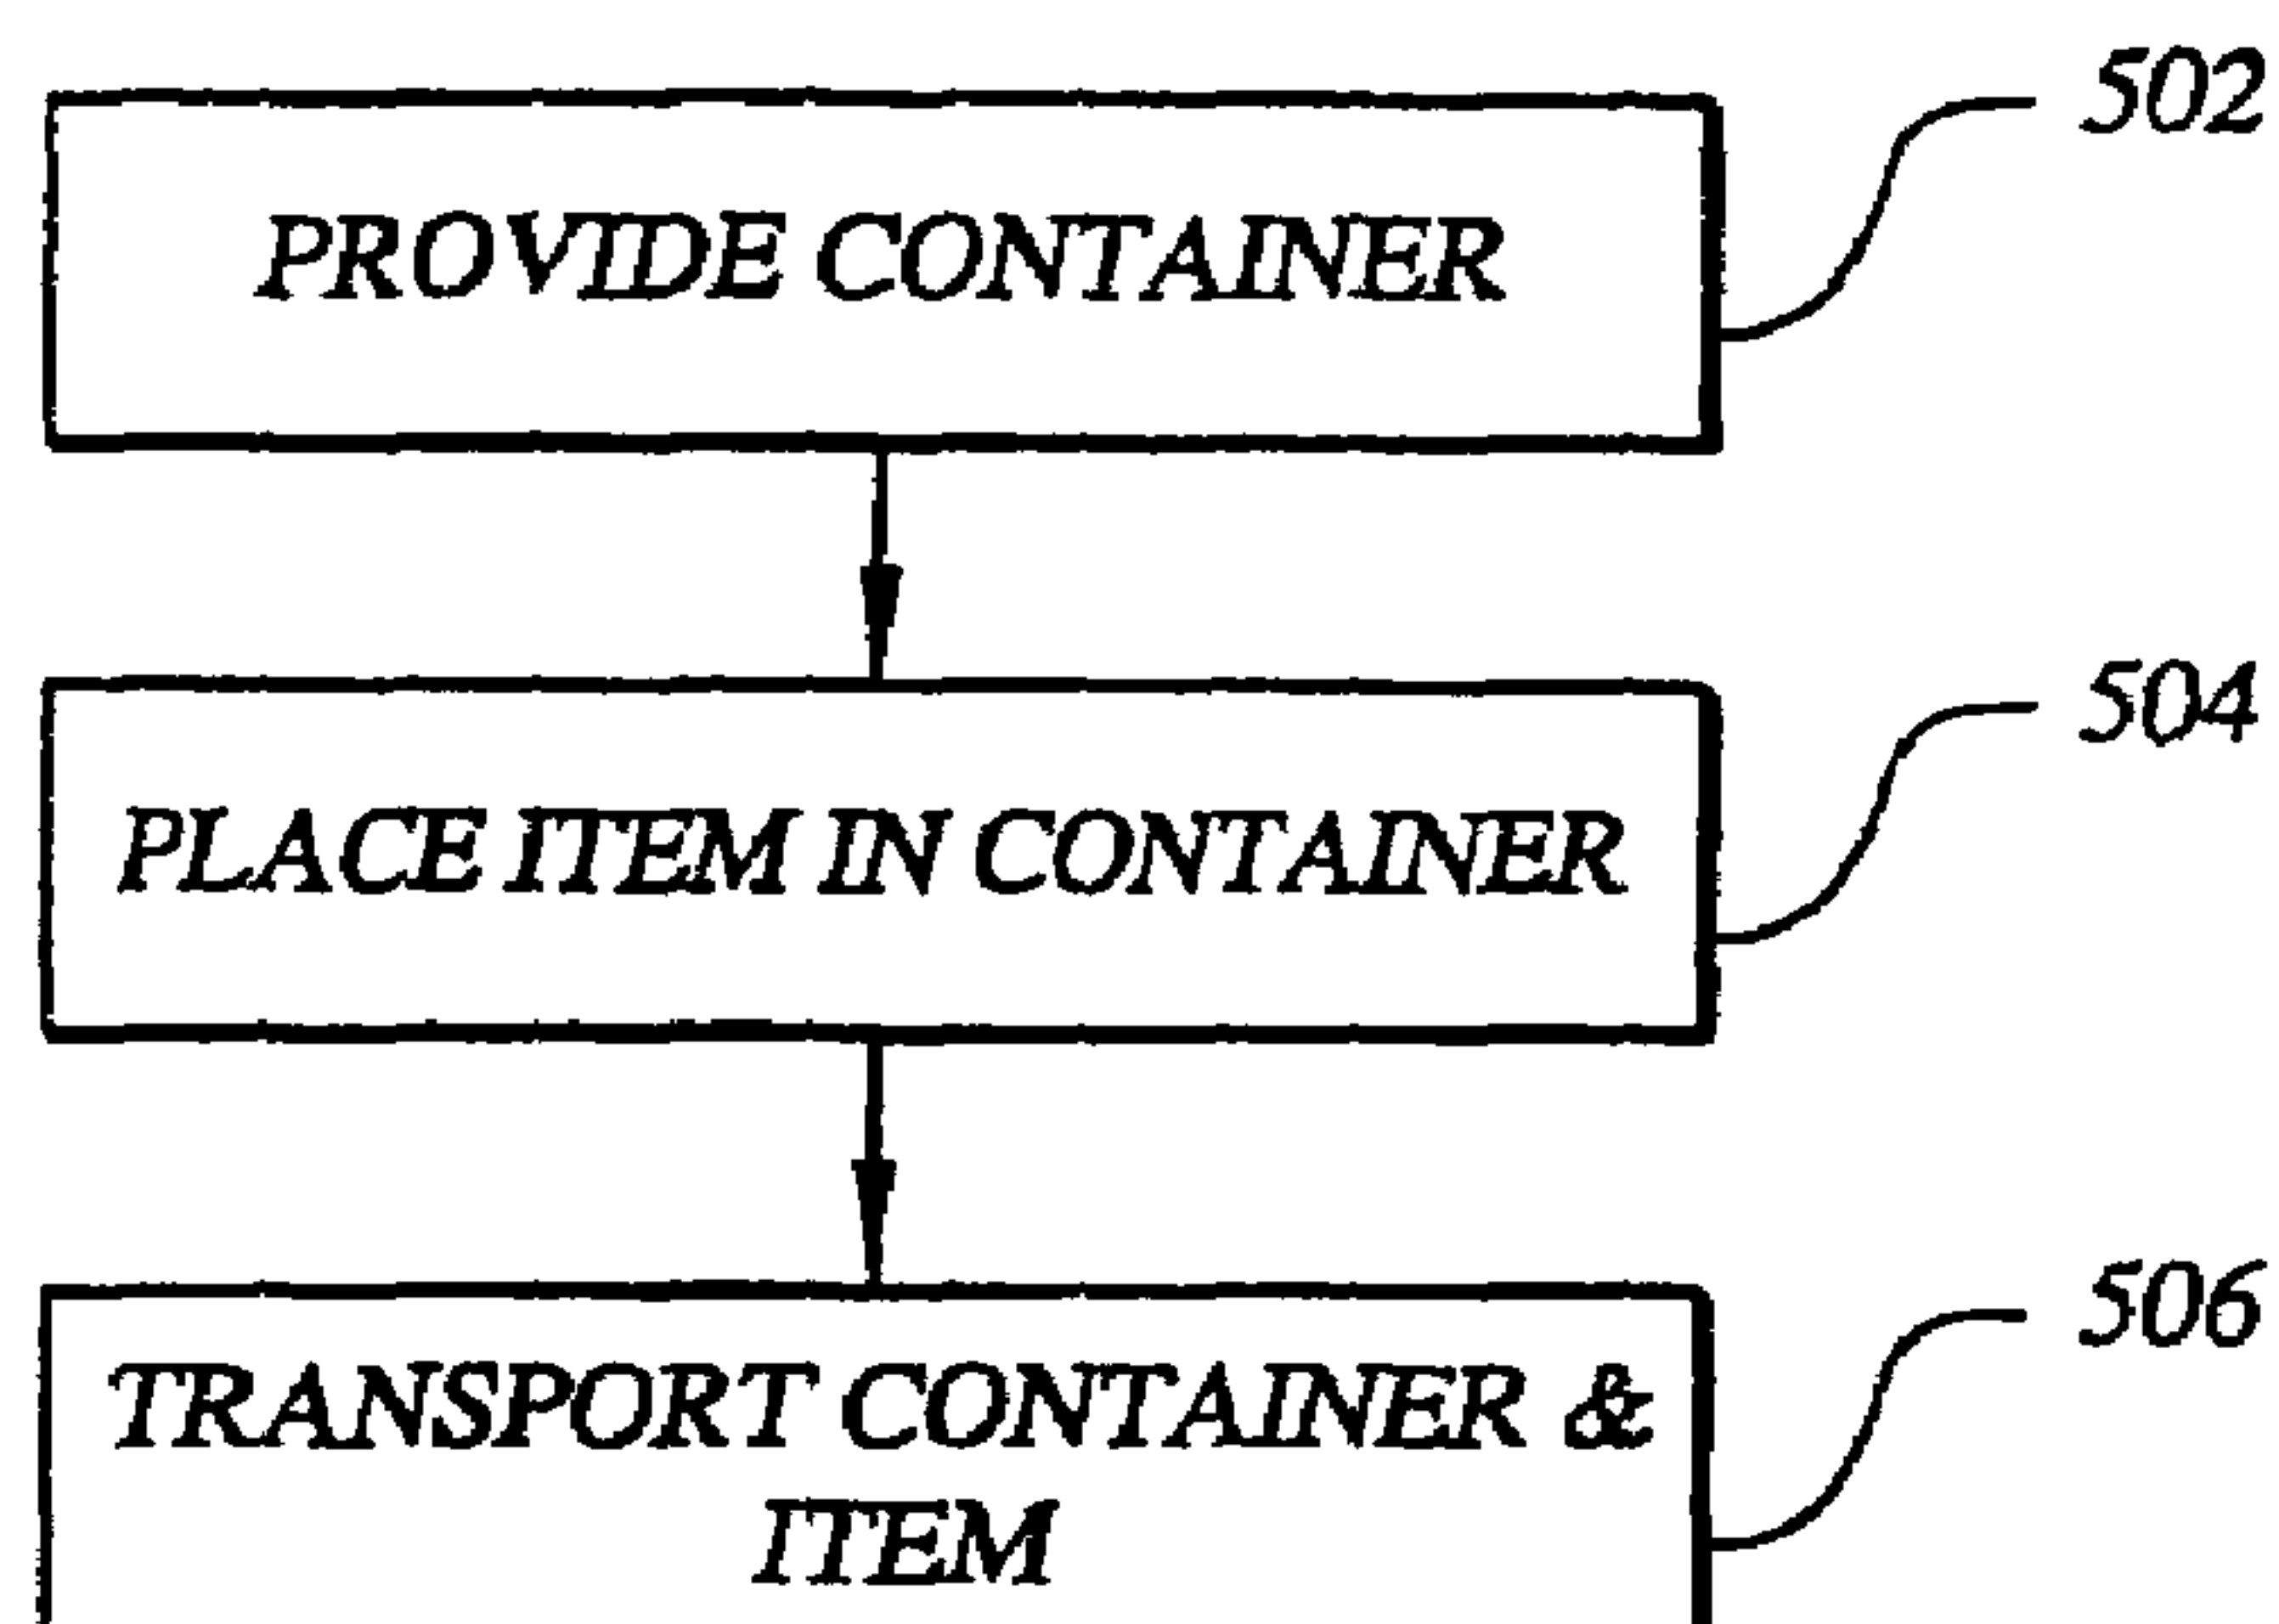 502
PROVIDE CONTAINER
504
PLACE ITEM IN CONTAINER
506
TRANSPORT CONTAINER &
ITEM